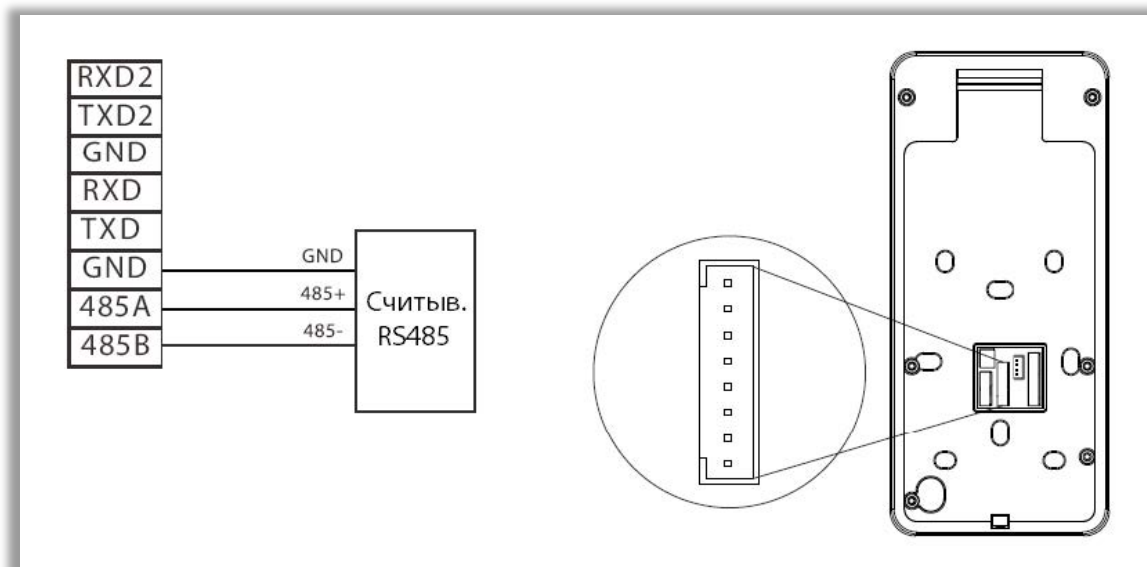 RXD2
TXD2
GND
RXD
TXD
GND
485A
485B
GND
485+
485-
Считыв.
RS485